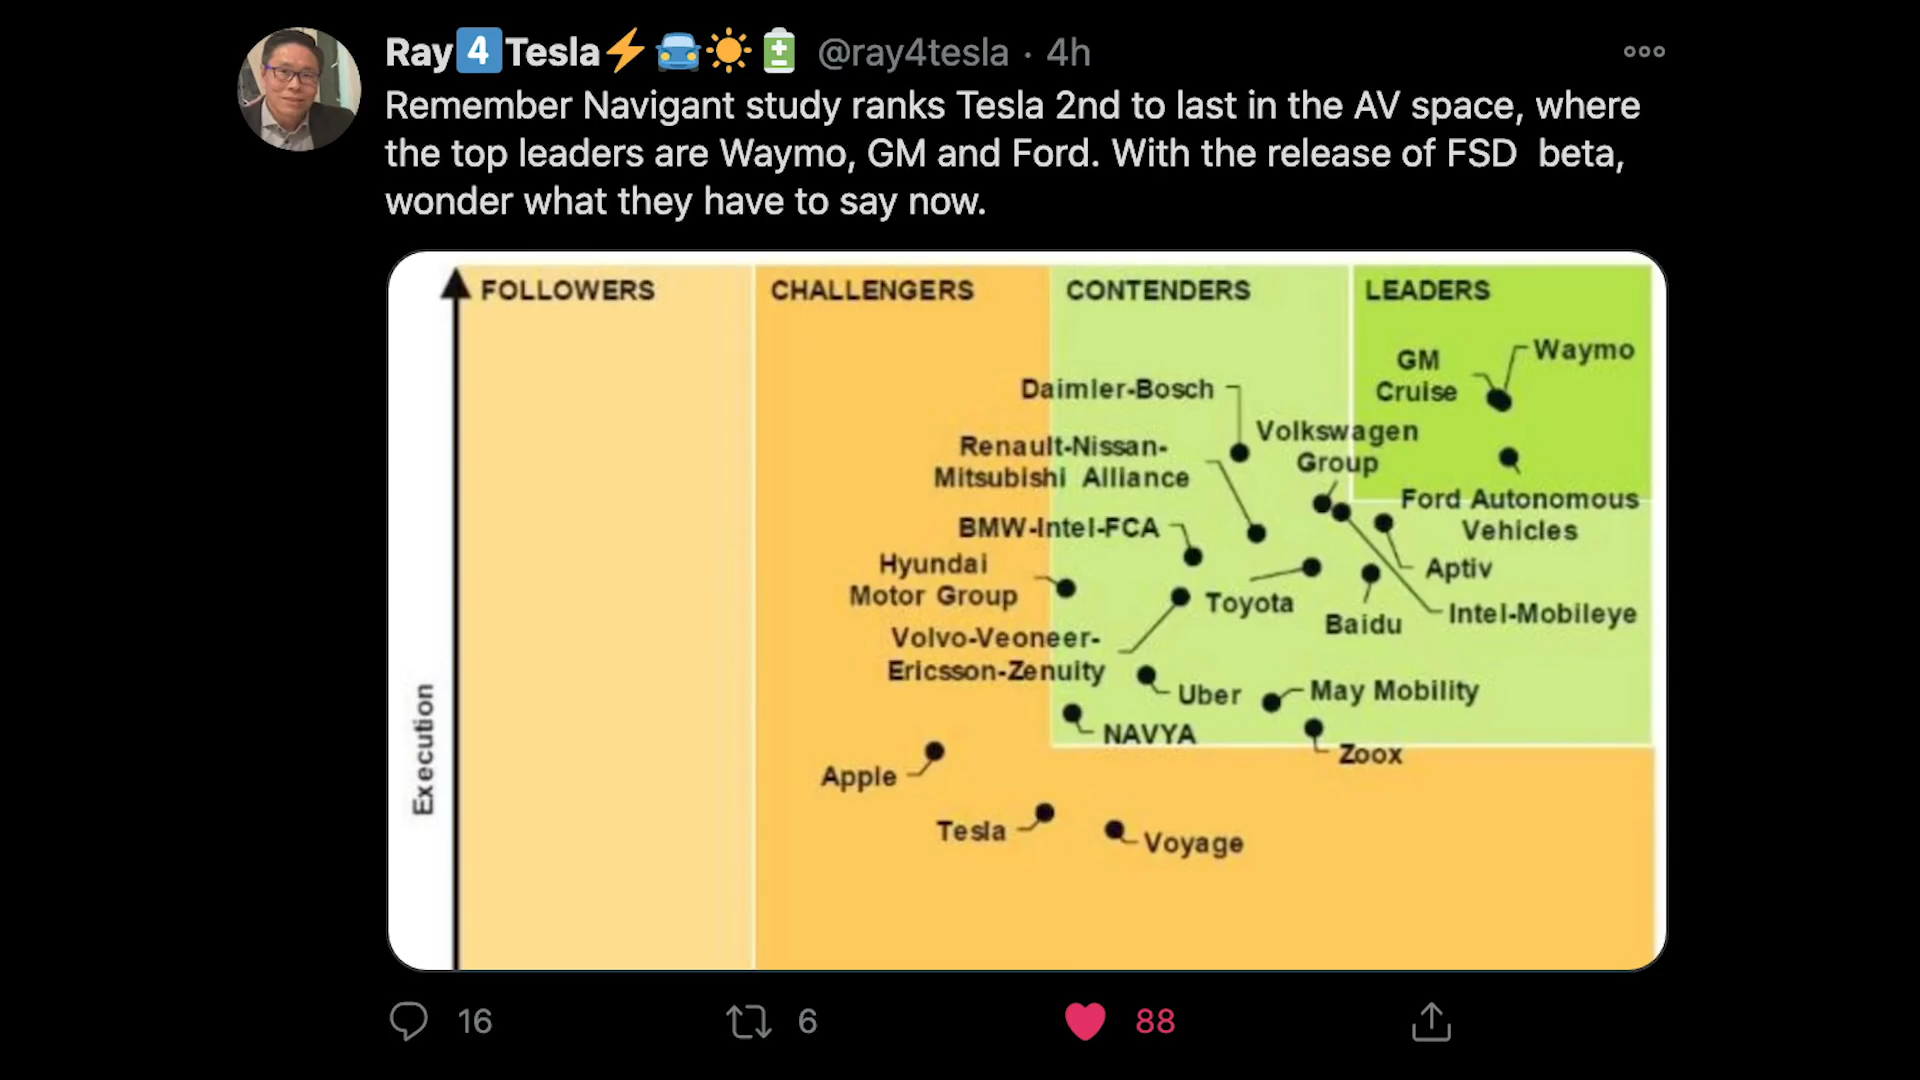 Ray4️⃣Tesla⚡🚘☀️🔋 @ray4tesla · 4h
Remember Navigant study ranks Tesla 2nd to last in the AV space, where
the top leaders are Waymo, GM and Ford. With the release of FSD  beta,
wonder what they have to say now.
FOLLOWERS
CHALLENGERS
CONTENDERS
LEADERS
Waymo
GM
Cruise
Daimler-Bosch
Volkswagen
Group
Renault-Nissan-
Mitsubishi Alliance
Ford Autonomous
Vehicles
BMW-Intel-FCA
Hyundai
Motor Group
Aptiv
Toyota
Baidu
Intel-Mobileye
Volvo-Veoneer-
Ericsson-Zenuity
Uber
May Mobility
NAVYA
Zoox
Apple
Tesla
Voyage
Execution
16
6
88